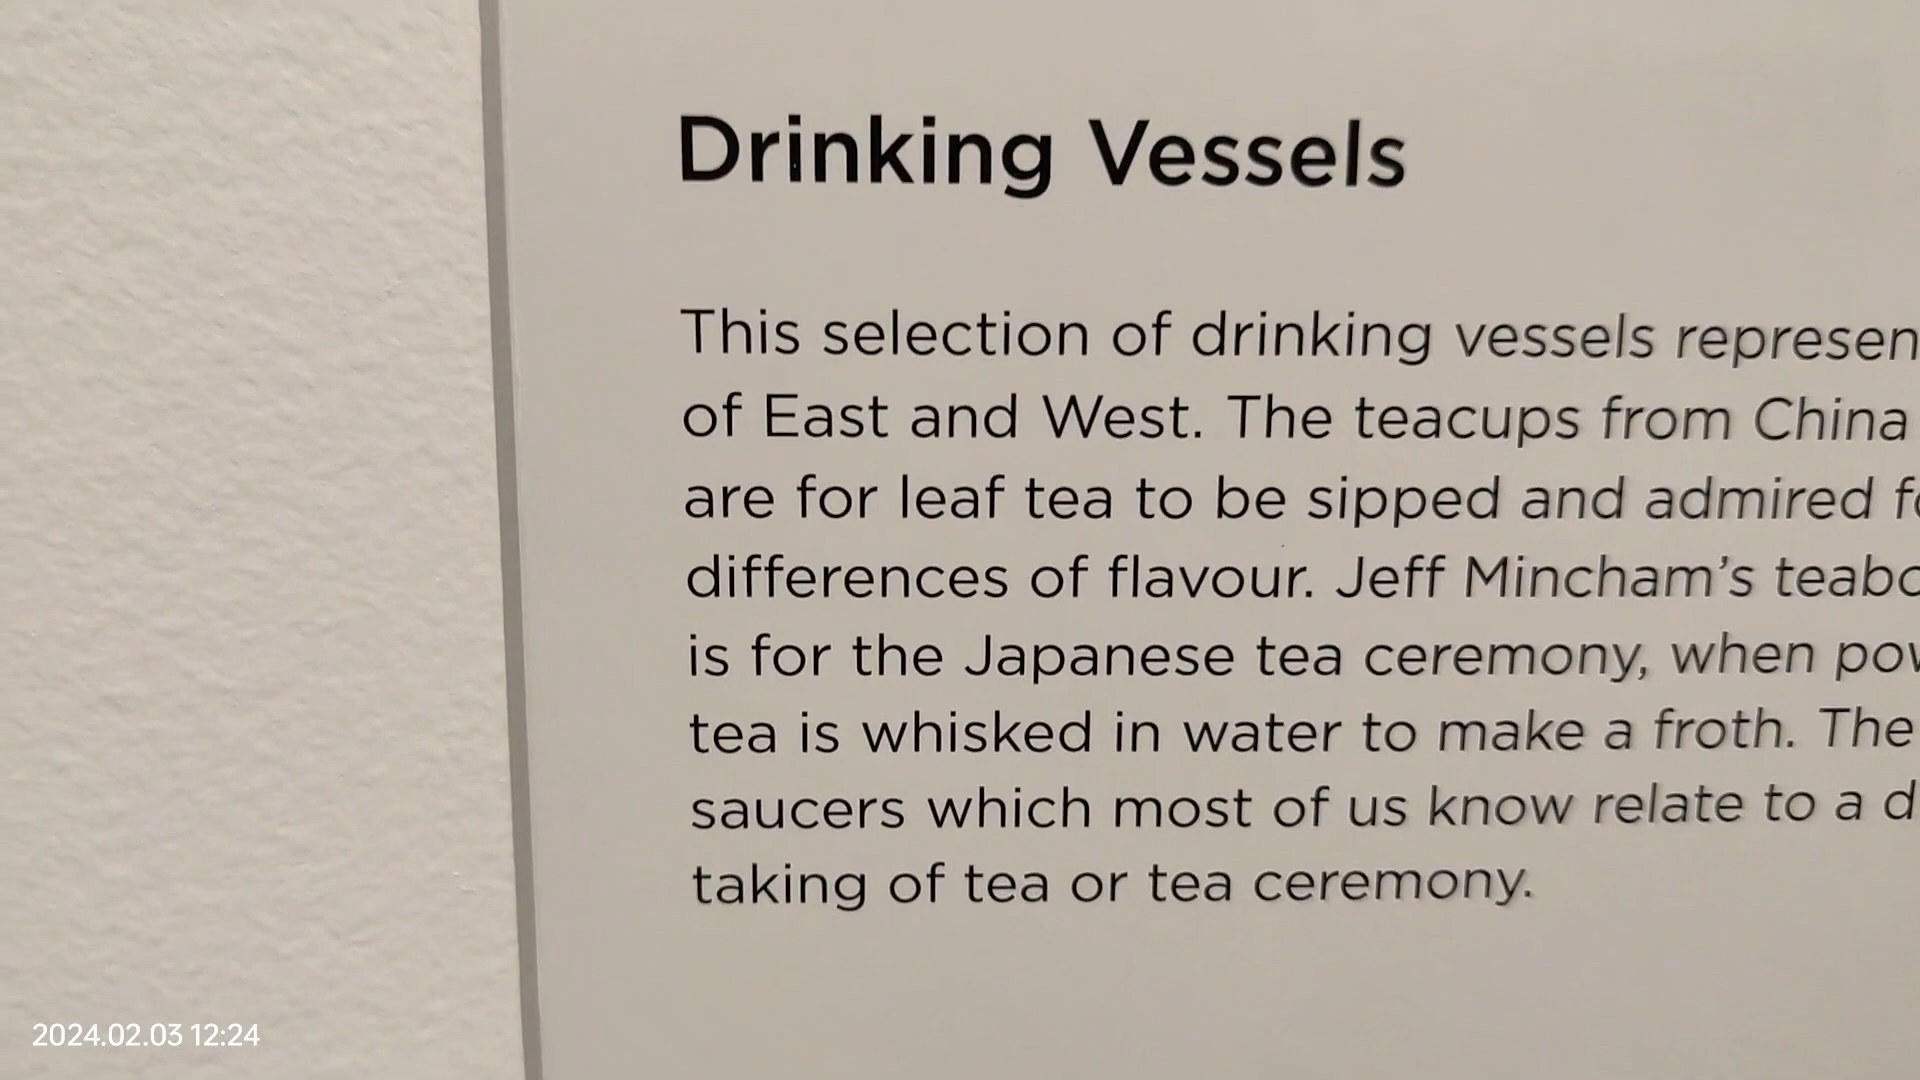 Drinking Vessels
This selection of drinking vessels represen
of East and West. The teacups from China
are for leaf tea to be sipped and admired fo
differences of flavour. Jeff Mincham’s teabo
is for the Japanese tea ceremony, when pow
tea is whisked in water to make a froth. The
saucers which most of us know relate to a d
taking of tea or tea ceremony.
2024.02.03 12:24